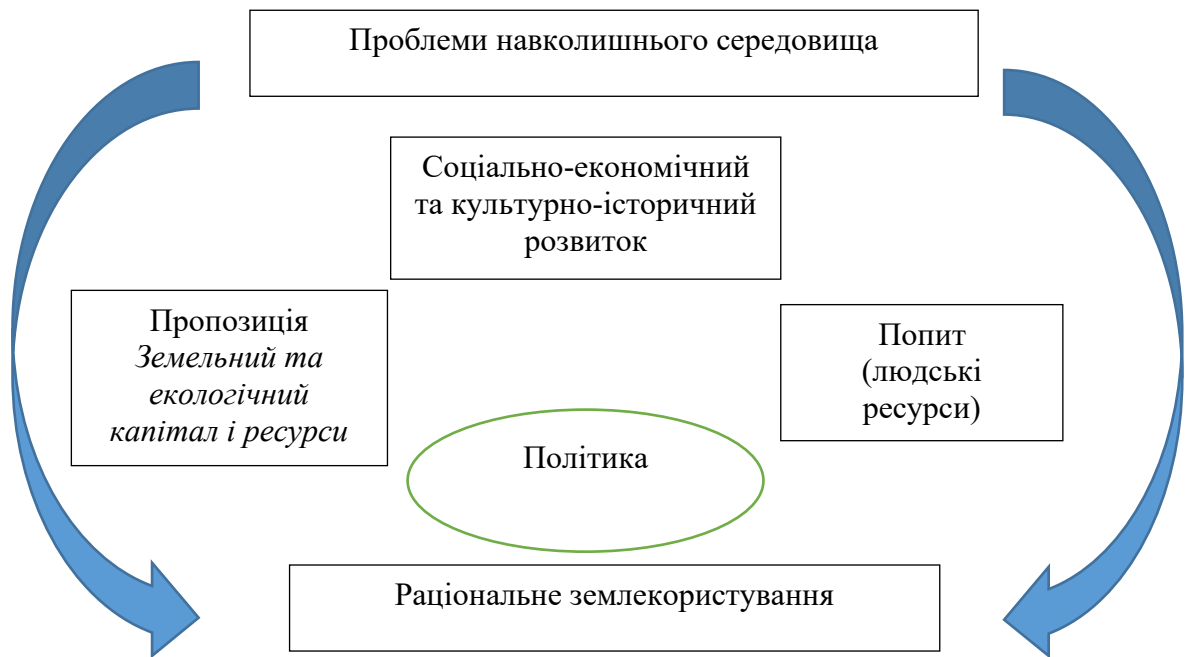 Проблеми навколишнього середовища
Соціально-економічний
та культурно-історичний
розвиток
Пропозиція
Земельний та
екологічний
капітал і ресурси
Попит
(людські
ресурси)
Політика
Раціональне землекористування